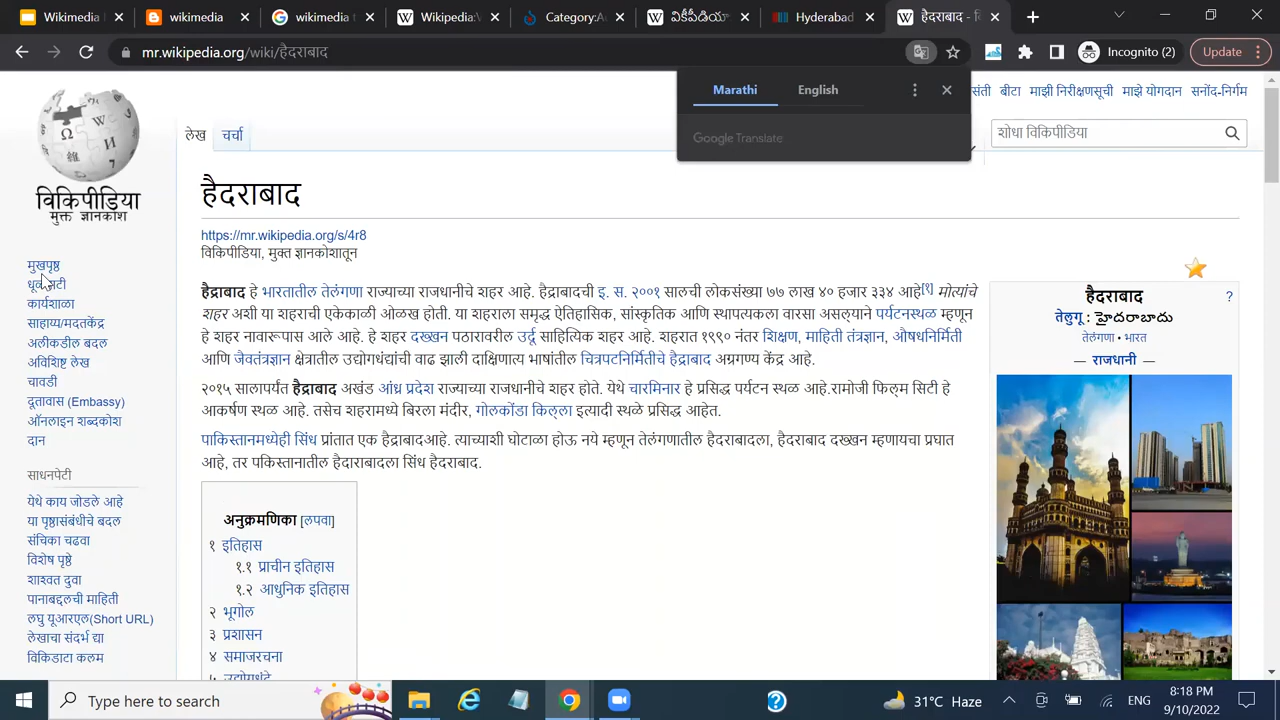 Wikimedia H
wikimedia
wikimedia t
Wikipedia:V
Category:Au
వికీపీడియా
Hyderabad
हैदराबाद - वि
mr.wikipedia.org/wiki/हैदराबाद
Incognito (2)
Update
Marathi
English
Google Translate
बीटा
माझी निरीक्षणसूची
माझे योगदान
सनोंद-निर्गम
लेख
चर्चा
शोधा विकिपीडिया
विकिपीडिया
मुक्त ज्ञानकोश
हैदराबाद
https://mr.wikipedia.org/s/4r8
विकिपीडिया, मुक्त ज्ञानकोशातून
मुखपृष्ठ
कार्यशाळा
साहाय्य/मदतकेंद्र
अलीकडील बदल
अविशिष्ट लेख
चावडी
दूतावास (Embassy)
ऑनलाइन शब्दकोश
दान
साधनपेटी
येथे काय जोडले आहे
या पृष्ठासंबंधीचे बदल
संचिका चढवा
विशेष पृष्ठे
शाश्वत दुवा
पानाबद्दलची माहिती
लघु यूआरएल(Short URL)
लेखाचा संदर्भ द्या
विकिडाटा कलम
हैद्राबाद हे भारतातील तेलंगणा राज्याच्या राजधानीचे शहर आहे. हैद्राबादची इ. स. २००१ सालची लोकसंख्या ७७ लाख ४० हजार ३३४ आहे[१] मोत्यांचे
शहर अशी या शहराची एकेकाळी ओळख होती. या शहराला समृद्ध ऐतिहासिक, सांस्कृतिक आणि स्थापत्यकला वारसा असल्याने पर्यटनस्थळ म्हणून
हे शहर नावारूपास आले आहे. हे शहर दख्खन पठारावरील उर्दू साहित्यिक शहर आहे. शहरात १९९० नंतर शिक्षण, माहिती तंत्रज्ञान, औषधनिर्मिती
आणि जैवतंत्रज्ञान क्षेत्रातील उद्योगधंद्यांची वाढ झाली दाक्षिणात्य भाषांतील चित्रपटनिर्मितीचे हैद्राबाद अग्रगण्य केंद्र आहे.
२०१५ सालापर्यंत हैद्राबाद अखंड आंध्र प्रदेश राज्याच्या राजधानीचे शहर होते. येथे चारमिनार हे प्रसिद्ध पर्यटन स्थळ आहे.रामोजी फिल्म सिटी हे
आकर्षण स्थळ आहे. तसेच शहरामध्ये बिरला मंदीर, गोलकोंडा किल्ला इत्यादी स्थळे प्रसिद्ध आहेत.
पाकिस्तानमध्येही सिंध प्रांतात एक हैद्राबादआहे. त्याच्याशी घोटाळा होऊ नये म्हणून तेलंगणातील हैदराबादला, हैदराबाद दख्खन म्हणायचा प्रघात
आहे, तर पकिस्तानातील हैदाराबादला सिंध हैदराबाद.
अनुक्रमणिका [लपवा]
१ इतिहास
१.१ प्राचीन इतिहास
१.२ आधुनिक इतिहास
२ भूगोल
३ प्रशासन
४ समाजरचना
५ उद्योगधंदे
हैदराबाद
?
तेलुगू : హైదరాబాదు
तेलंगणा • भारत
— राजधानी —
Type here to search
31°C Haze
ENG
8:18 PM
9/10/2022